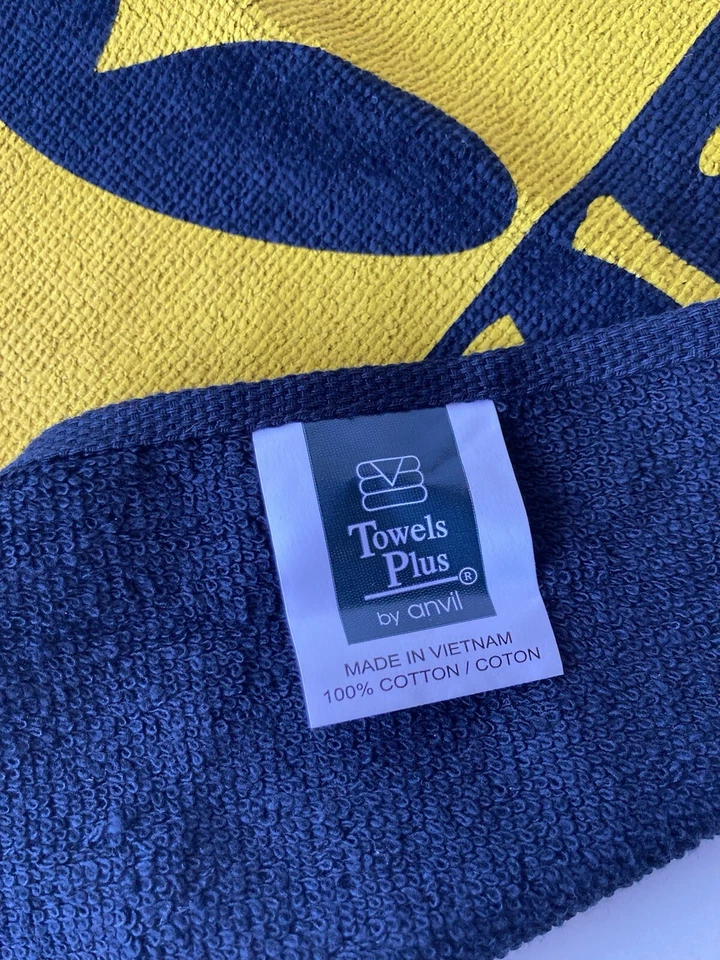 Towels
Plus®
by anvil
MADE IN VIETNAM
100% COTTON / COTON